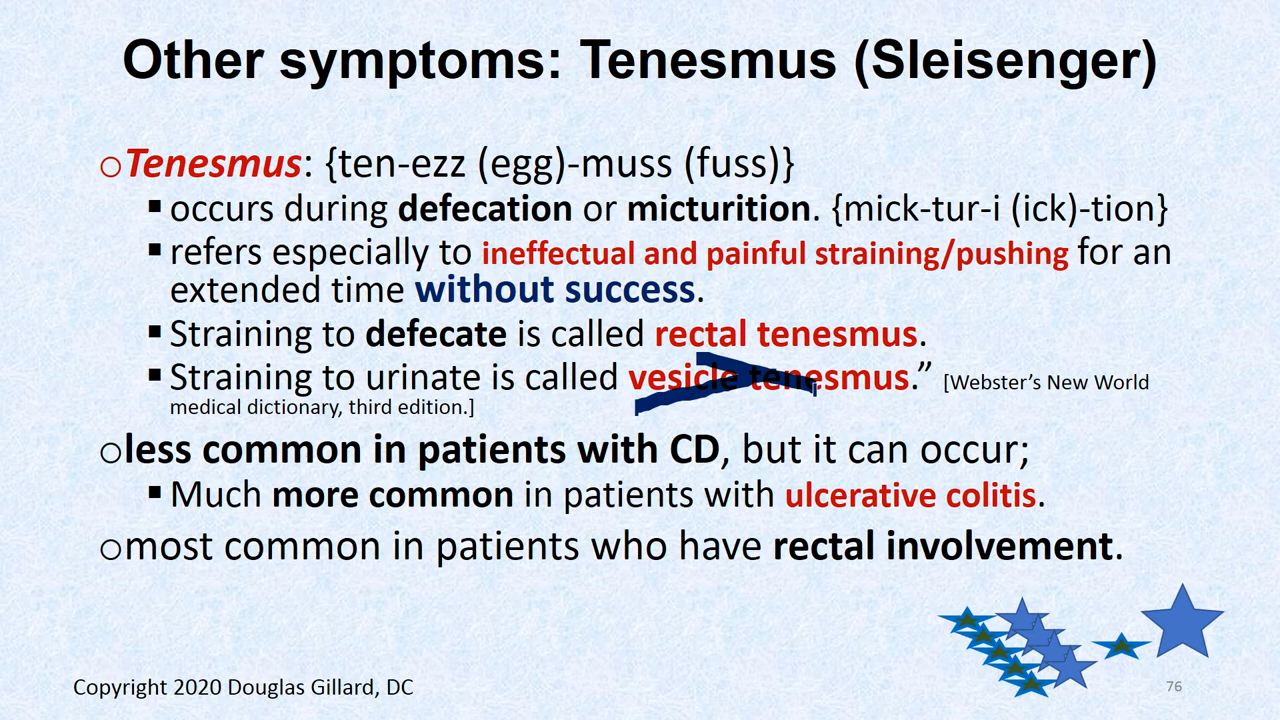 Other symptoms: Tenesmus (Sleisenger)
oTenesmus: {ten-ezz (egg)-muss (fuss)}
▪ occurs during defecation or micturition. {mick-tur-i (ick)-tion}
▪ refers especially to ineffectual and painful straining/pushing for an
extended time without success.
▪ Straining to defecate is called rectal tenesmus.
▪ Straining to urinate is called vesicle tenesmus.” [Webster’s New World
medical dictionary, third edition.]
oless common in patients with CD, but it can occur;
▪ Much more common in patients with ulcerative colitis.
omost common in patients who have rectal involvement.
Copyright 2020 Douglas Gillard, DC
76